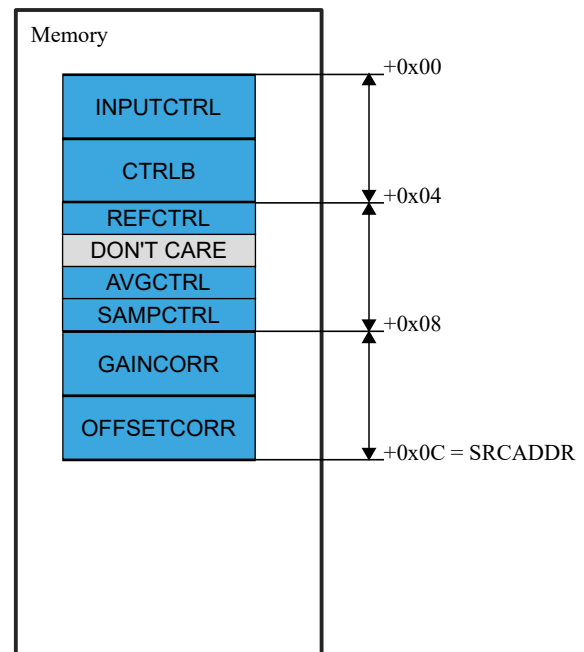 Memory
+0x00
INPUTCTRL
CTRLB
+0x04
REFCTRL
DON'T CARE
AVGCTRL
SAMPCTRL
+0x08
GAINCORR
OFFSETCORR
+0x0C = SRCADDR